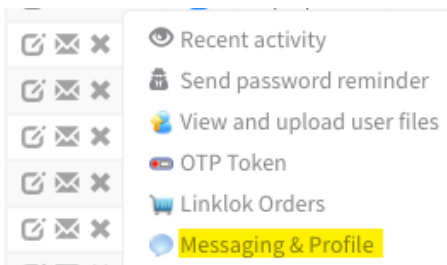 Recent activity
Send password reminder
View and upload user files
OTP Token
Linklok Orders
Messaging & Profile